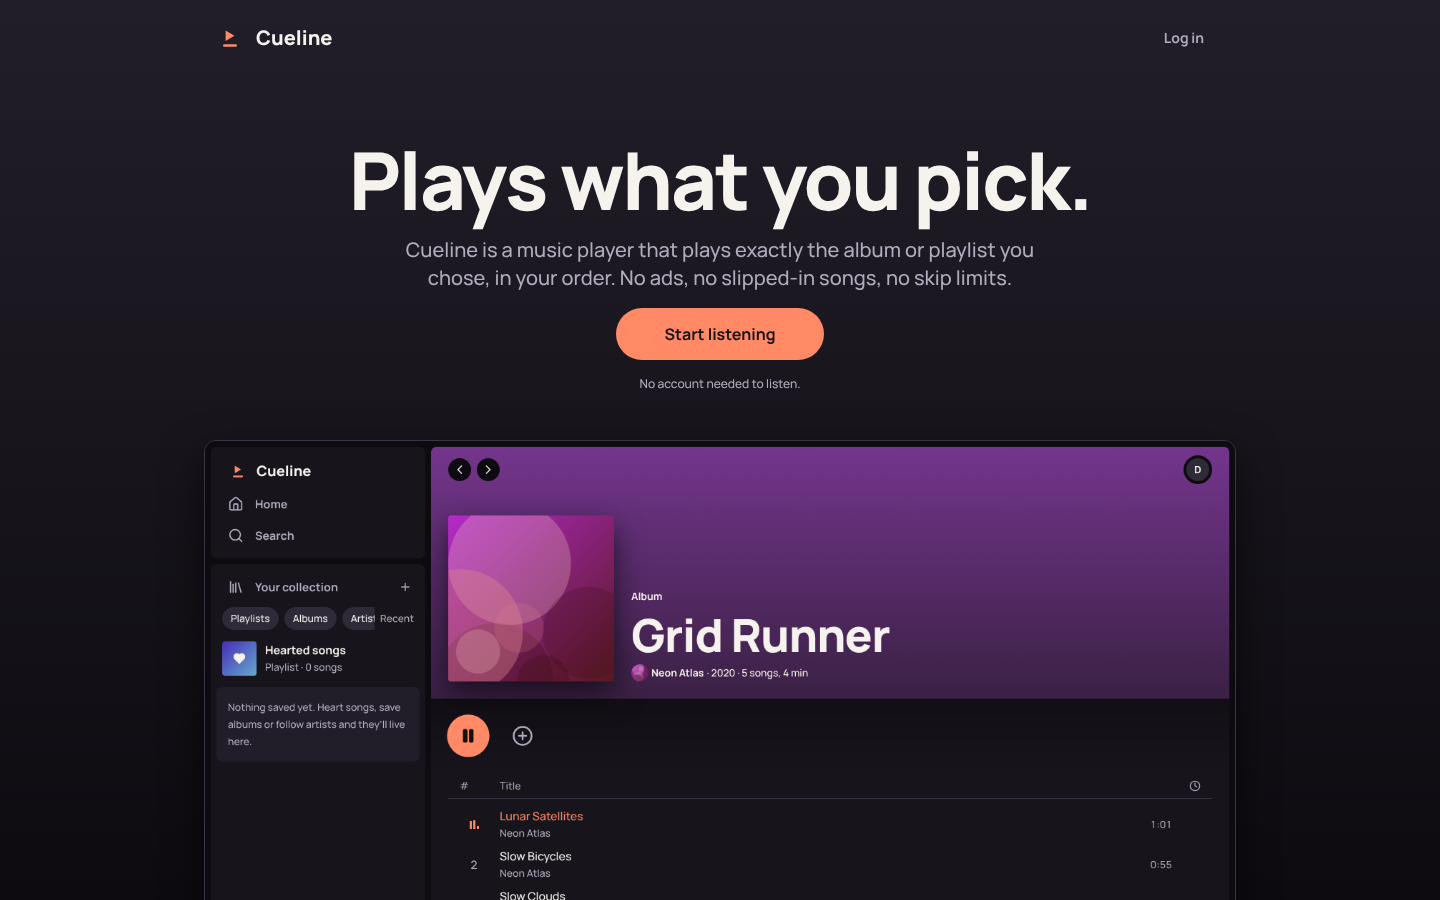 Cueline
Log in
Plays what you pick.
Cueline is a music player that plays exactly the album or playlist you
chose, in your order. No ads, no slipped-in songs, no skip limits.
Start listening
No account needed to listen.
Cueline
Home
Search
Your collection
Playlists
Albums
Artist
Recent
Hearted songs
Playlist · 0 songs
Nothing saved yet. Heart songs, save
albums or follow artists and they'll live
here.
D
Album
Grid Runner
Neon Atlas · 2020 · 5 songs, 4 min
# Title
Lunar Satellites
Neon Atlas
1:01
2
Slow Bicycles
Neon Atlas
0:55
Slow Clouds